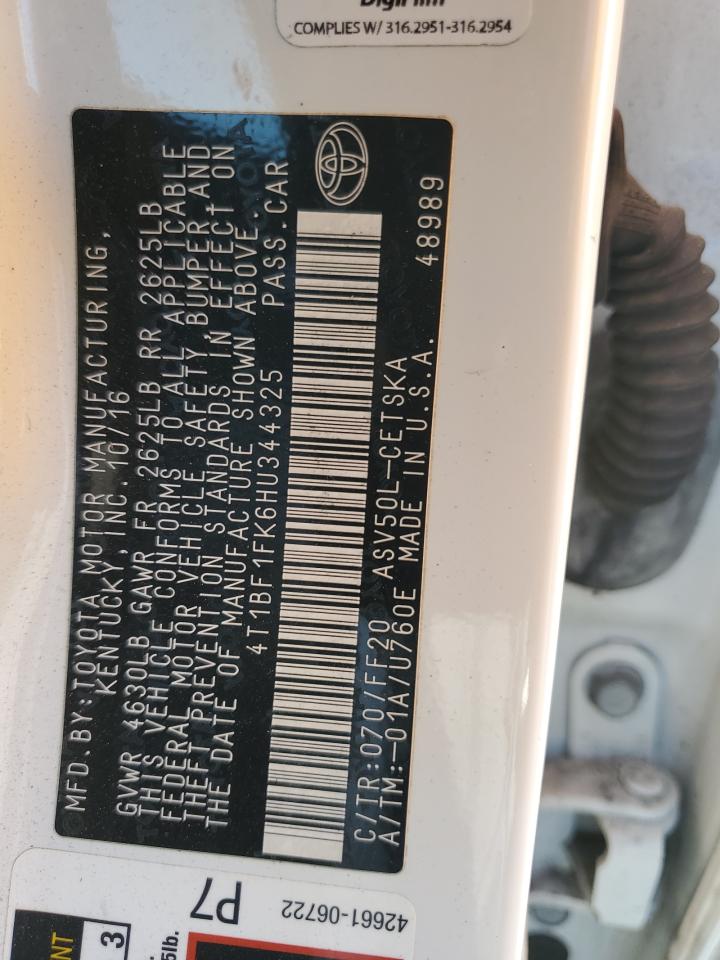 COMPLIES W/ 316.2951-316.2954
MFD.BY:TOYOTA MOTOR MANUFACTURING,
KENTUCKY,INC. 10/16
GVWR 4630LB GAWR FR 2625LB RR 2625LB
THIS VEHICLE CONFORMS TO ALL APPLICABLE
FEDERAL MOTOR VEHICLE SAFETY, BUMPER AND
THEFT PREVENTION STANDARDS IN EFFECT ON
THE DATE OF MANUFACTURE SHOWN ABOVE.
4T1BF1FK6HU344325 PASS.CAR
C/TR:070/FF20 ASV50L-CETSKA
A/TM:-01A/U760E MADE IN U.S.A. 48989
P7
42661-06722
3